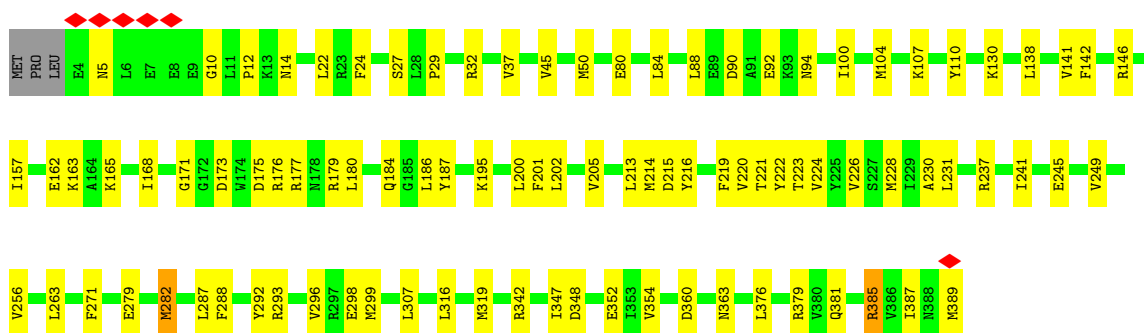 MET PRO LEU E4 N5 L6 E7 E8 E9 G10 L11 P12 K13 N14 L22 R23 F24 S27 L28 P29 R32 V37 V45 M50 E80 L84 L88 E89 D90 A91 E92 K93 N94 I100 M104 K107 Y110 K130 L138 V141 F142 R146
I157 E162 K163 A164 K165 I168 G171 G172 D173 W174 D175 R176 R177 N178 R179 L180 Q184 G185 L186 Y187 K195 L200 F201 L202 V205 L213 M214 D215 Y216 F219 V220 T221 Y222 T223 V224 Y225 V226 S227 M228 I229 A230 L231 R237 I241 E245 V249
V256 L263 F271 E279 M282 L287 F288 Y292 R293 V296 R297 E298 M299 L307 L316 M319 R342 I347 D348 E352 I353 V354 D360 N363 L376 R379 V380 Q381 R385 V386 I387 N388 M389